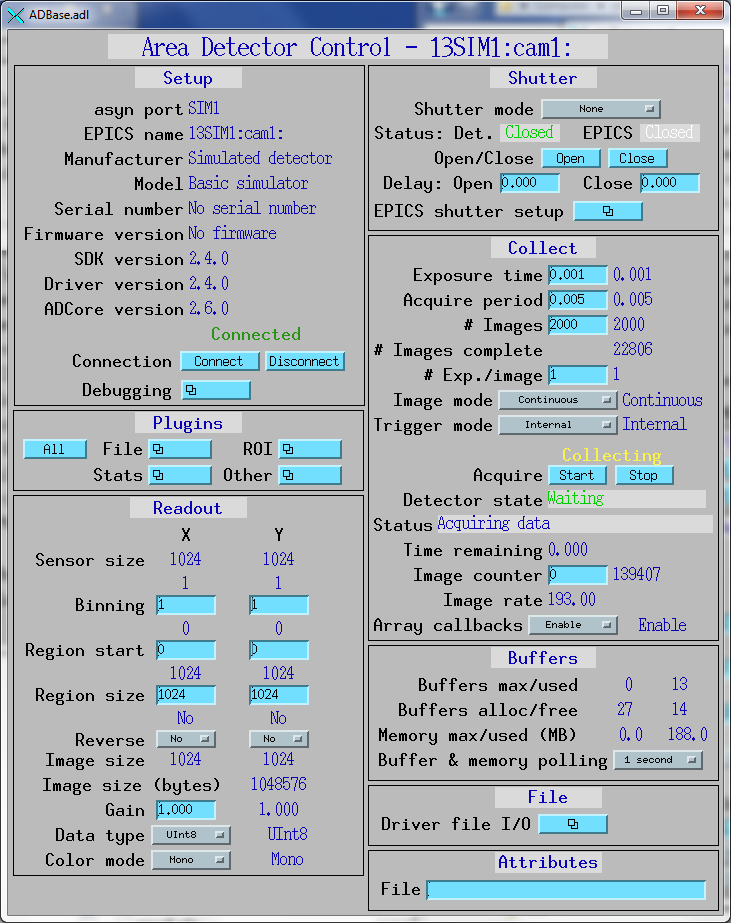 ADBase.adl
Area Detector Control - 13SIM1:cam1:
Setup
asyn port SIM1
EPICS name 13SIM1:cam1:
Manufacturer Simulated detector
Model Basic simulator
Serial number No serial number
Firmware version No firmware
SDK version 2.4.0
Driver version 2.4.0
ADCore version 2.6.0
Connected
Connection Connect Disconnect
Debugging
Plugins
All File ROI
Stats Other
Readout
X Y
Sensor size 1024 1024
1 1
Binning 1 1
0 0
Region start 0 0
1024 1024
Region size 1024 1024
No No
Reverse No No
Image size 1024 1024
Image size (bytes) 1048576
Gain 1.000 1.000
Data type UInt8 UInt8
Color mode Mono Mono
Shutter
Shutter mode None
Status: Det. Closed EPICS Closed
Open/Close Open Close
Delay: Open 0.000 Close 0.000
EPICS shutter setup
Collect
Exposure time 0.001 0.001
Acquire period 0.005 0.005
# Images 2000 2000
# Images complete 22806
# Exp./image 1 1
Image mode Continuous Continuous
Trigger mode Internal Internal
Collecting
Acquire Start Stop
Detector state Waiting
Status Acquiring data
Time remaining 0.000
Image counter 0 139407
Image rate 193.00
Array callbacks Enable Enable
Buffers
Buffers max/used 0 13
Buffers alloc/free 27 14
Memory max/used (MB) 0.0 188.0
Buffer & memory polling 1 second
File
Driver file I/O
Attributes
File